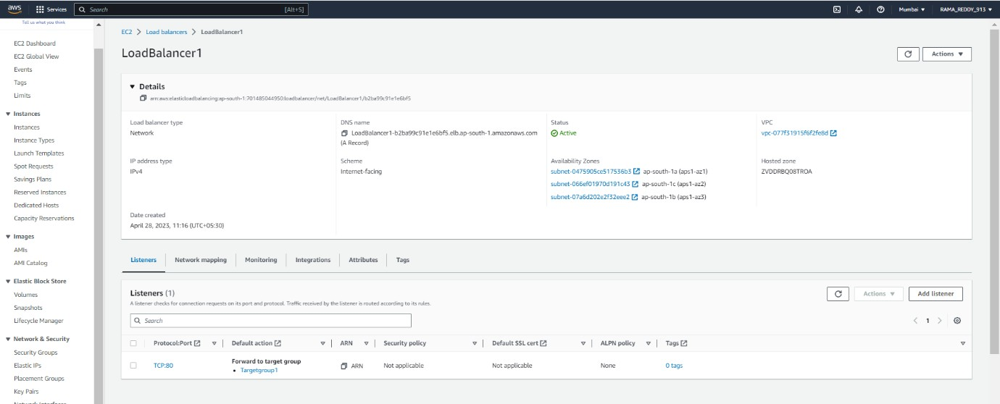 aws Services Search [Alt+S] Mumbai RAMA_REDDY_913
Tell us what you think
EC2 Dashboard
EC2 Global View
Events
Tags
Limits
Instances
Instances
Instance Types
Launch Templates
Spot Requests
Savings Plans
Reserved Instances
Dedicated Hosts
Capacity Reservations
Images
AMIs
AMI Catalog
Elastic Block Store
Volumes
Snapshots
Lifecycle Manager
Network & Security
Security Groups
Elastic IPs
Placement Groups
Key Pairs
Network Interfaces
EC2 > Load balancers > LoadBalancer1
LoadBalancer1
Actions
Details
arn:aws:elasticloadbalancing:ap-south-1:701485044950:loadbalancer/net/LoadBalancer1/b2ba99c91e1e6bf5
Load balancer type
Network
DNS name
LoadBalancer1-b2ba99c91e1e6bf5.elb.ap-south-1.amazonaws.com
(A Record)
Status
Active
VPC
vpc-077f31915f6f2fe8d
IP address type
IPv4
Scheme
Internet-facing
Availability Zones
subnet-0475905ce517536b3 ap-south-1a (aps1-az1)
subnet-066ef01970d191c43 ap-south-1c (aps1-az2)
subnet-07a6d202e2f32eee2 ap-south-1b (aps1-az3)
Hosted zone
ZVDDRBQ08TROA
Date created
April 28, 2023, 11:16 (UTC+05:30)
Listeners Network mapping Monitoring Integrations Attributes Tags
Listeners (1)
A listener checks for connection requests on its port and protocol. Traffic received by the listener is routed according to its rules.
Actions Add listener
Search
1
Protocol:Port Default action ARN Security policy Default SSL cert ALPN policy Tags
Forward to target group
TCP:80 • Targetgroup1 ARN Not applicable Not applicable None 0 tags